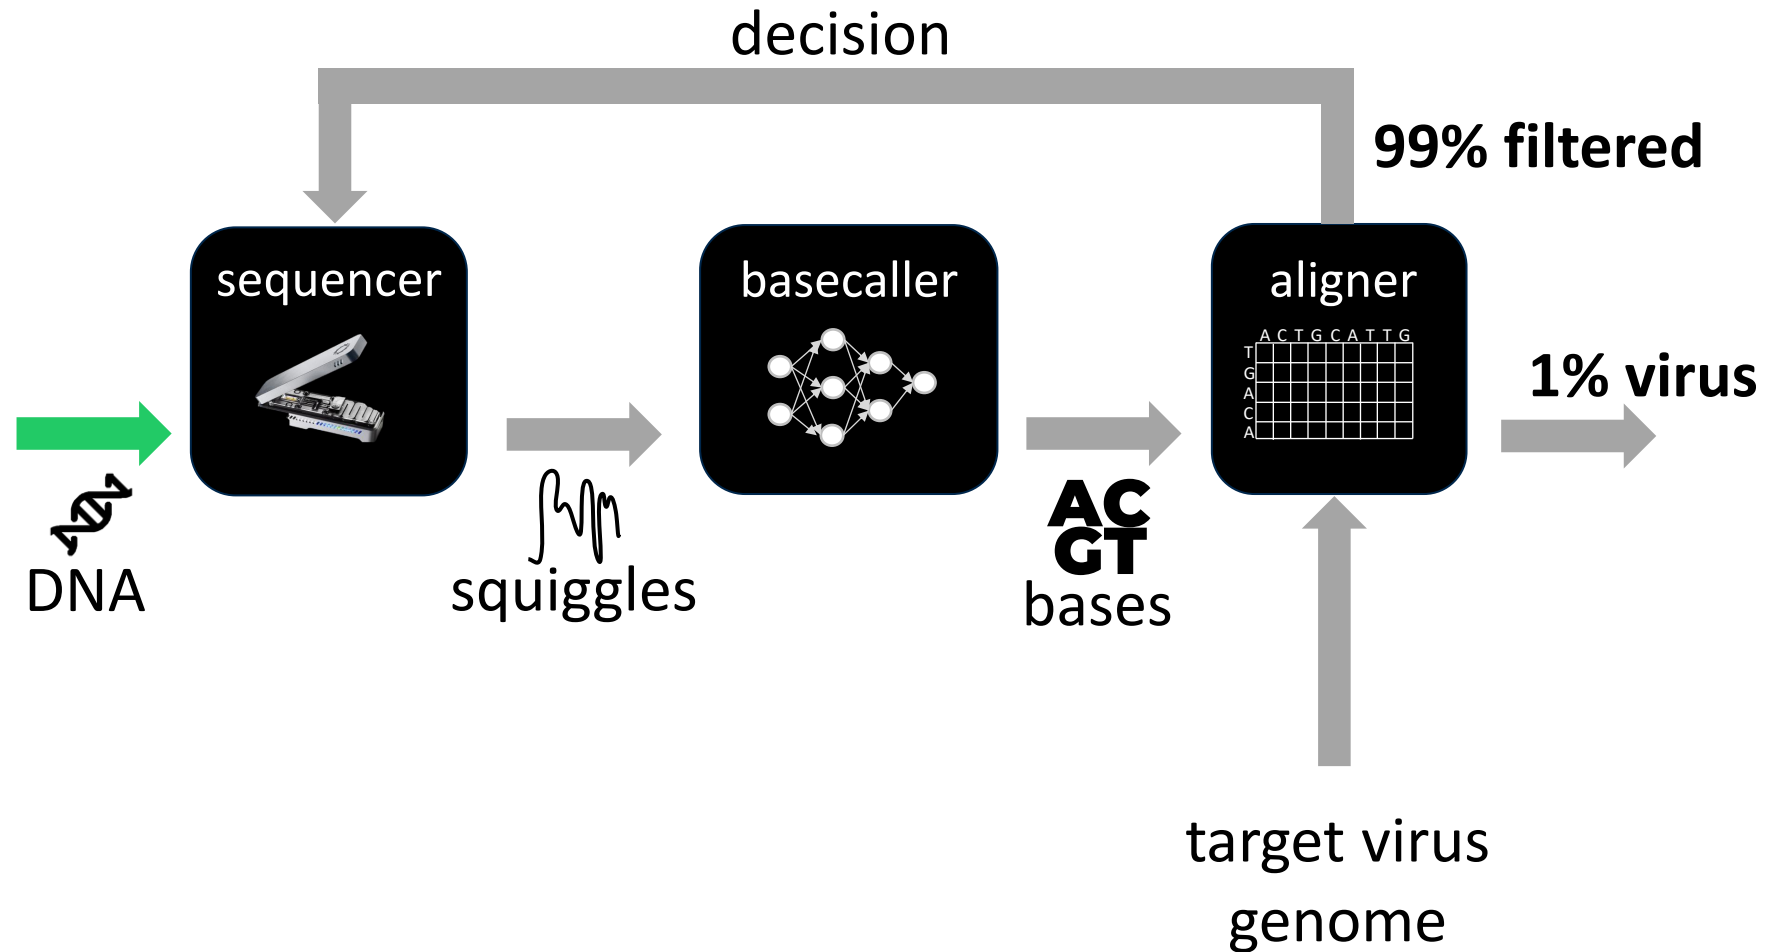 decision
99% filtered
sequencer
basecaller
aligner
A C T G C A T T G
T
G
A
C
A
1% virus
DNA
squiggles
AC
GT
bases
target virus
genome